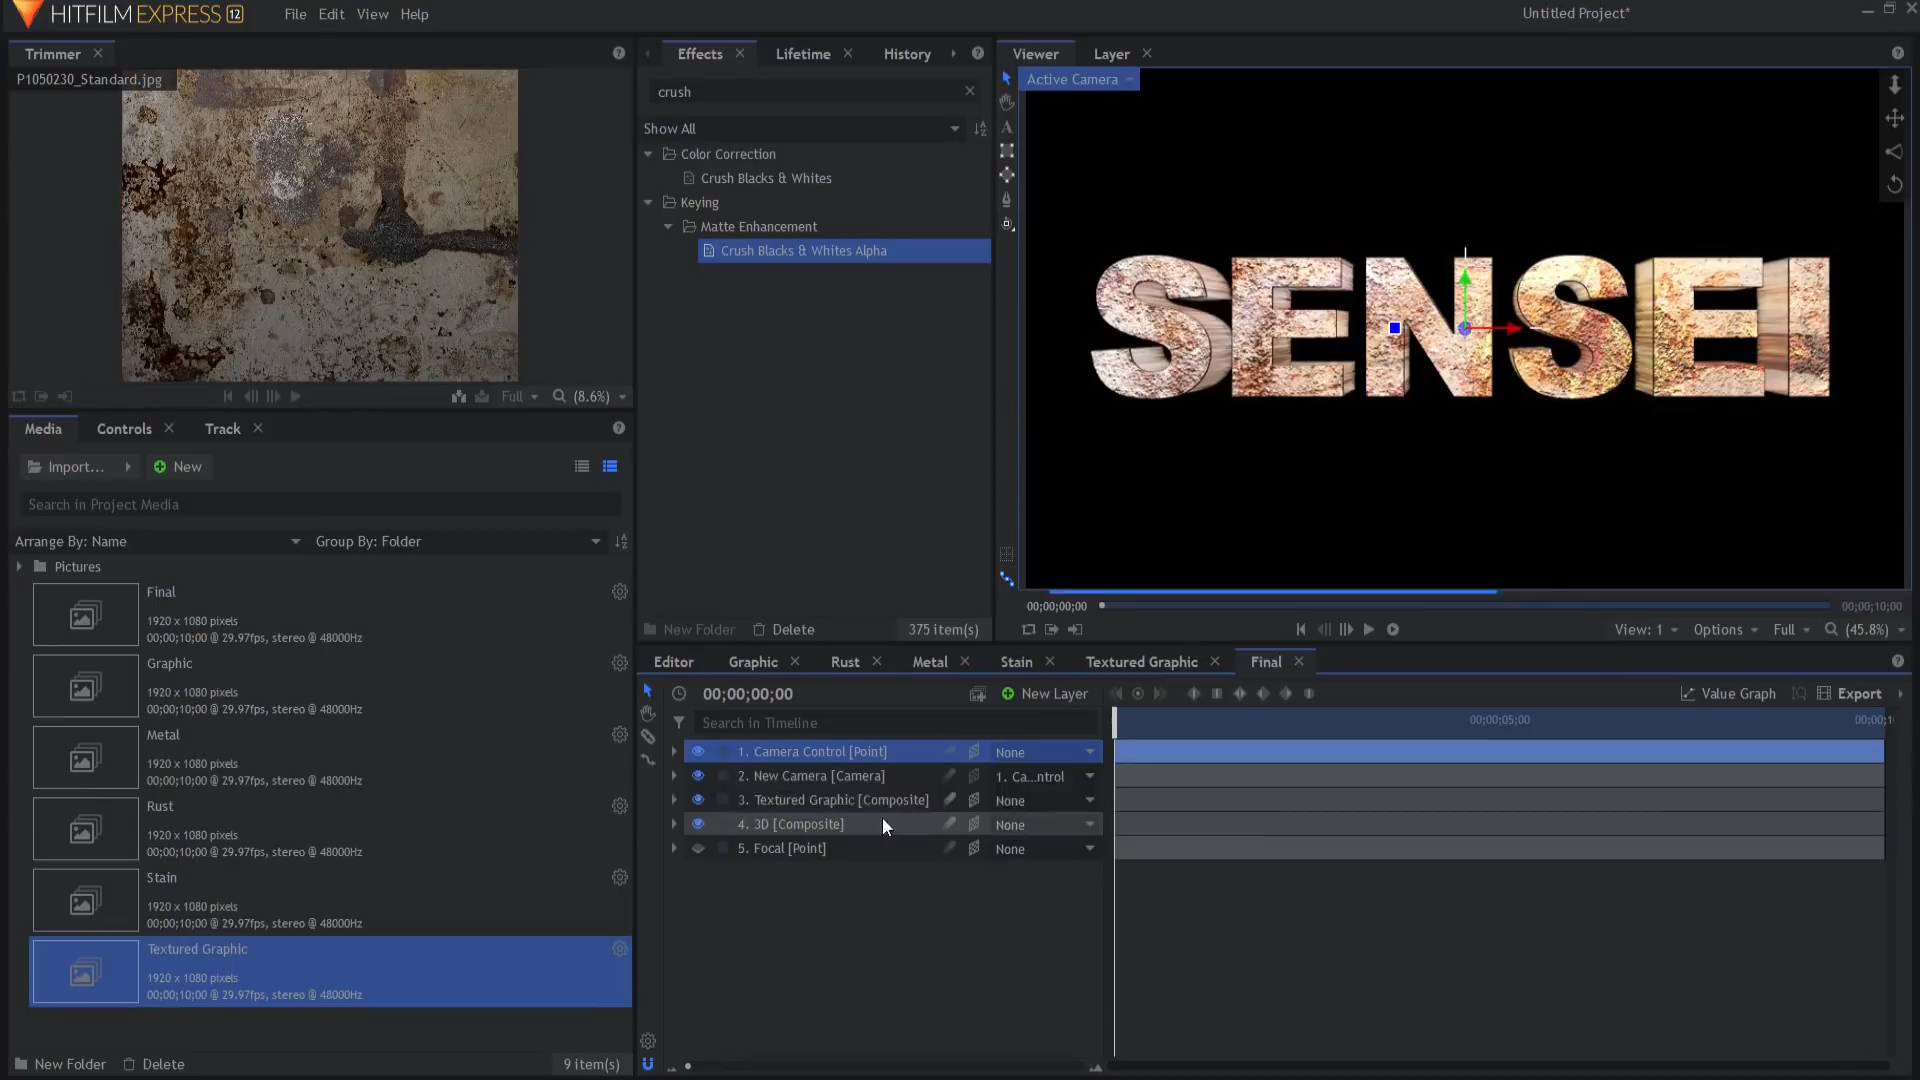 HITFILM EXPRESS 12
File Edit View Help
Untitled Project*
Trimmer
P1050230_Standard.jpg
Full (8.6%)
Effects Lifetime History
crush
Show All
Color Correction
Crush Blacks & Whites
Keying
Matte Enhancement
Crush Blacks & Whites Alpha
New Folder Delete 375 item(s)
Viewer Layer
Active Camera
SENSEI
00;00;00;00 00;00;10;00
View: 1 Options Full (45.8%)
Media Controls Track
Import... New
Search in Project Media
Arrange By: Name Group By: Folder
Pictures
Final
1920 x 1080 pixels
00;00;10;00 @ 29.97fps, stereo @ 48000Hz
Graphic
1920 x 1080 pixels
00;00;10;00 @ 29.97fps, stereo @ 48000Hz
Metal
1920 x 1080 pixels
00;00;10;00 @ 29.97fps, stereo @ 48000Hz
Rust
1920 x 1080 pixels
00;00;10;00 @ 29.97fps, stereo @ 48000Hz
Stain
1920 x 1080 pixels
00;00;10;00 @ 29.97fps, stereo @ 48000Hz
Textured Graphic
1920 x 1080 pixels
00;00;10;00 @ 29.97fps, stereo @ 48000Hz
New Folder Delete 9 item(s)
Editor Graphic Rust Metal Stain Textured Graphic Final
00;00;00;00 New Layer Value Graph Export
Search in Timeline 00;00;05;00 00;00;1
1. Camera Control [Point] None
2. New Camera [Camera] 1. Ca...ntrol
3. Textured Graphic [Composite] None
4. 3D [Composite] None
5. Focal [Point] None